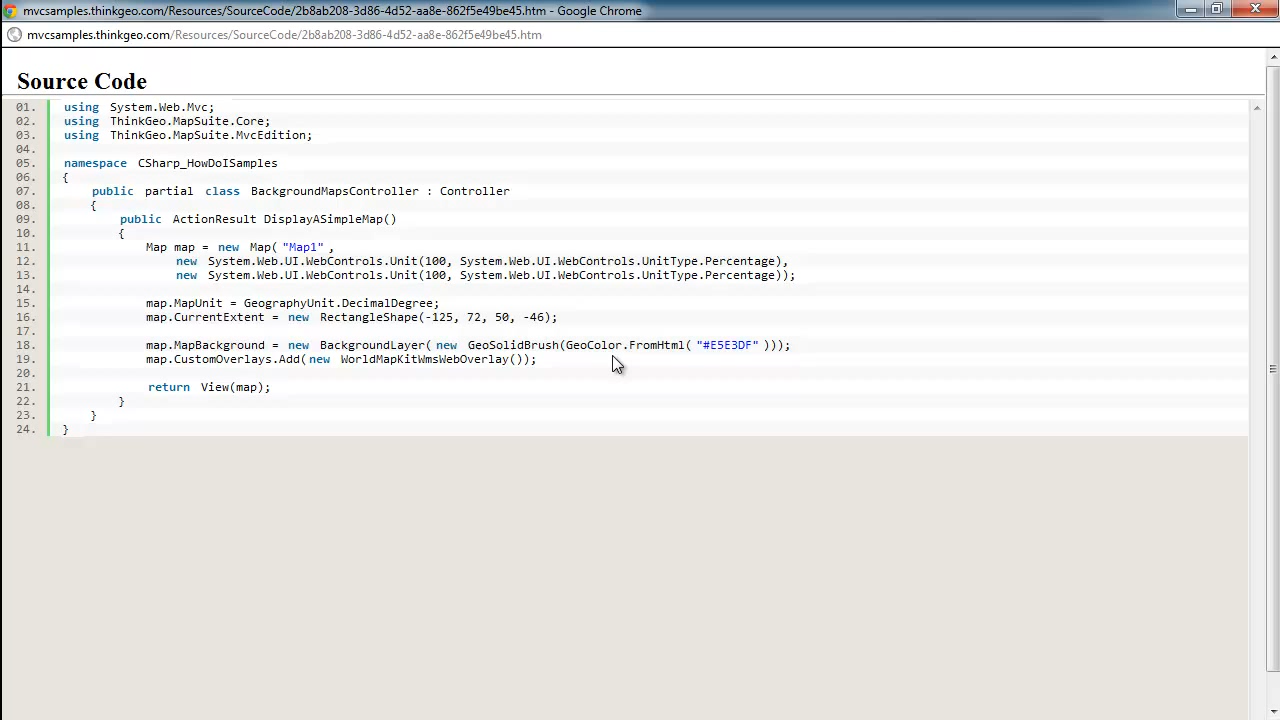 mvcsamples.thinkgeo.com/Resources/SourceCode/2b8ab208-3d86-4d52-aa8e-862f5e49be45.htm - Google Chrome
mvcsamples.thinkgeo.com/Resources/SourceCode/2b8ab208-3d86-4d52-aa8e-862f5e49be45.htm
Source Code
01. using System.Web.Mvc;
02. using ThinkGeo.MapSuite.Core;
03. using ThinkGeo.MapSuite.MvcEdition;
04.
05. namespace CSharp_HowDoISamples
06. {
07. public partial class BackgroundMapsController : Controller
08. {
09. public ActionResult DisplayASimpleMap()
10. {
11. Map map = new Map("Map1",
12. new System.Web.UI.WebControls.Unit(100, System.Web.UI.WebControls.UnitType.Percentage),
13. new System.Web.UI.WebControls.Unit(100, System.Web.UI.WebControls.UnitType.Percentage));
14.
15. map.MapUnit = GeographyUnit.DecimalDegree;
16. map.CurrentExtent = new RectangleShape(-125, 72, 50, -46);
17.
18. map.MapBackground = new BackgroundLayer(new GeoSolidBrush(GeoColor.FromHtml("#E5E3DF")));
19. map.CustomOverlays.Add(new WorldMapKitWmsWebOverlay());
20.
21. return View(map);
22. }
23. }
24. }